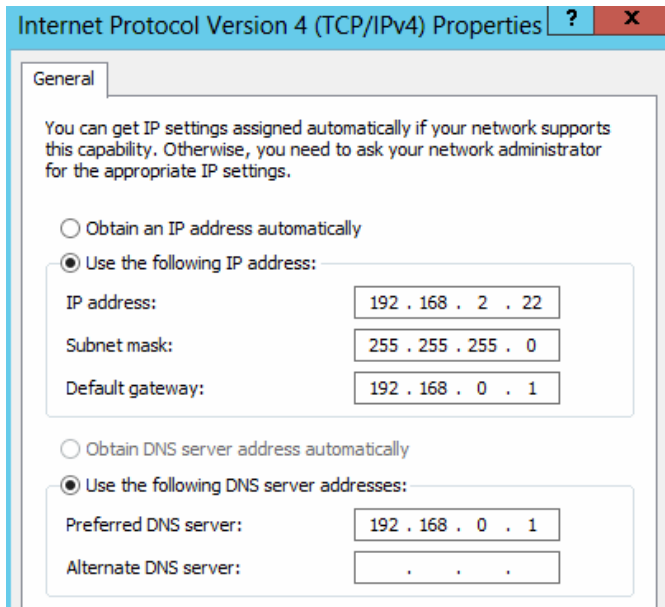 Internet Protocol Version 4 (TCP/IPv4) Properties ? x
General
You can get IP settings assigned automatically if your network supports
this capability. Otherwise, you need to ask your network administrator
for the appropriate IP settings.
Obtain an IP address automatically
Use the following IP address:
IP address: 192 . 168 . 2 . 22
Subnet mask: 255 . 255 . 255 . 0
Default gateway: 192 . 168 . 0 . 1
Obtain DNS server address automatically
Use the following DNS server addresses:
Preferred DNS server: 192 . 168 . 0 . 1
Alternate DNS server: . . .